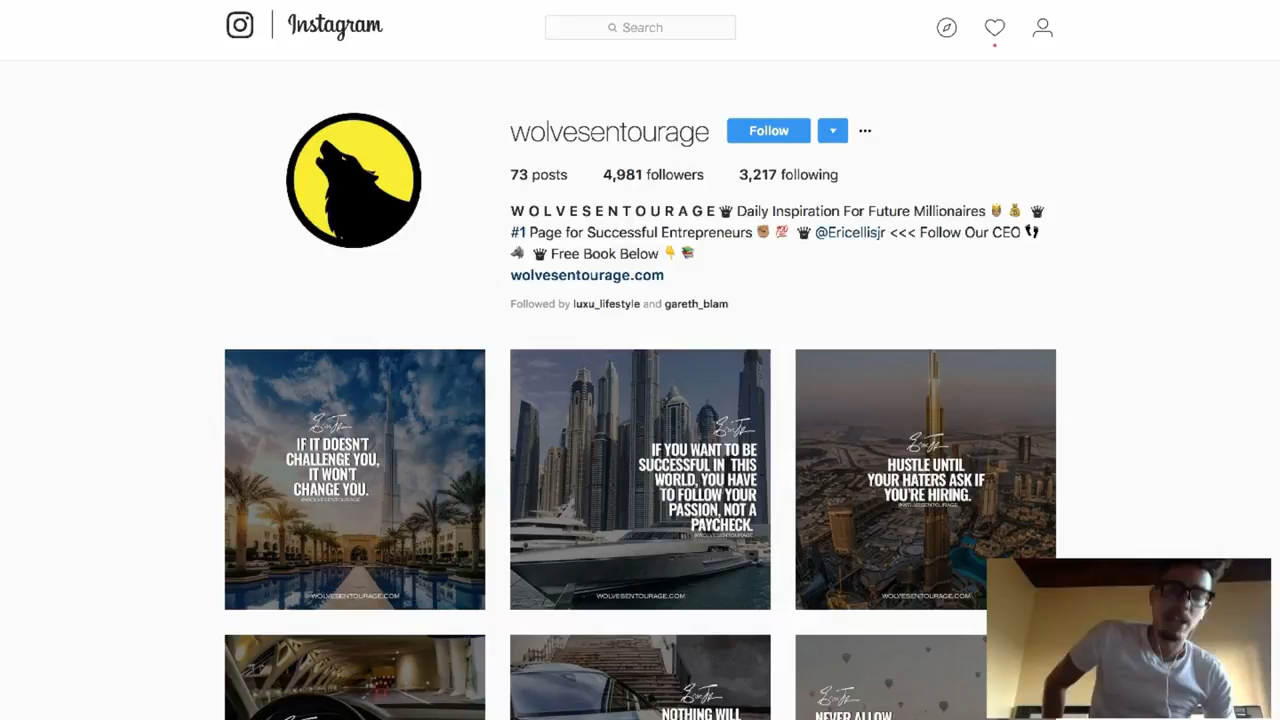 Instagram
Search
wolvesentourage
Follow
73 posts
4,981 followers
3,217 following
W O L V E S E N T O U R A G E Daily Inspiration For Future Millionaires
#1 Page for Successful Entrepreneurs 💯 @Ericellisjr <<< Follow Our CEO
Free Book Below
wolvesentourage.com
Followed by luxu_lifestyle and gareth_blam
IF IT DOESN'T
CHALLENGE YOU,
IT WON'T
CHANGE YOU.
@WOLVESENTOURAGE
WOLVESENTOURAGE.COM
IF YOU WANT TO BE
SUCCESSFUL IN THIS
WORLD, YOU HAVE
TO FOLLOW YOUR
PASSION, NOT A
PAYCHECK.
@WOLVESENTOURAGE
WOLVESENTOURAGE.COM
HUSTLE UNTIL
YOUR HATERS ASK IF
YOU'RE HIRING.
@WOLVESENTOURAGE
WOLVESENTOURAGE.COM
NOTHING WILL
NEVER ALLOW